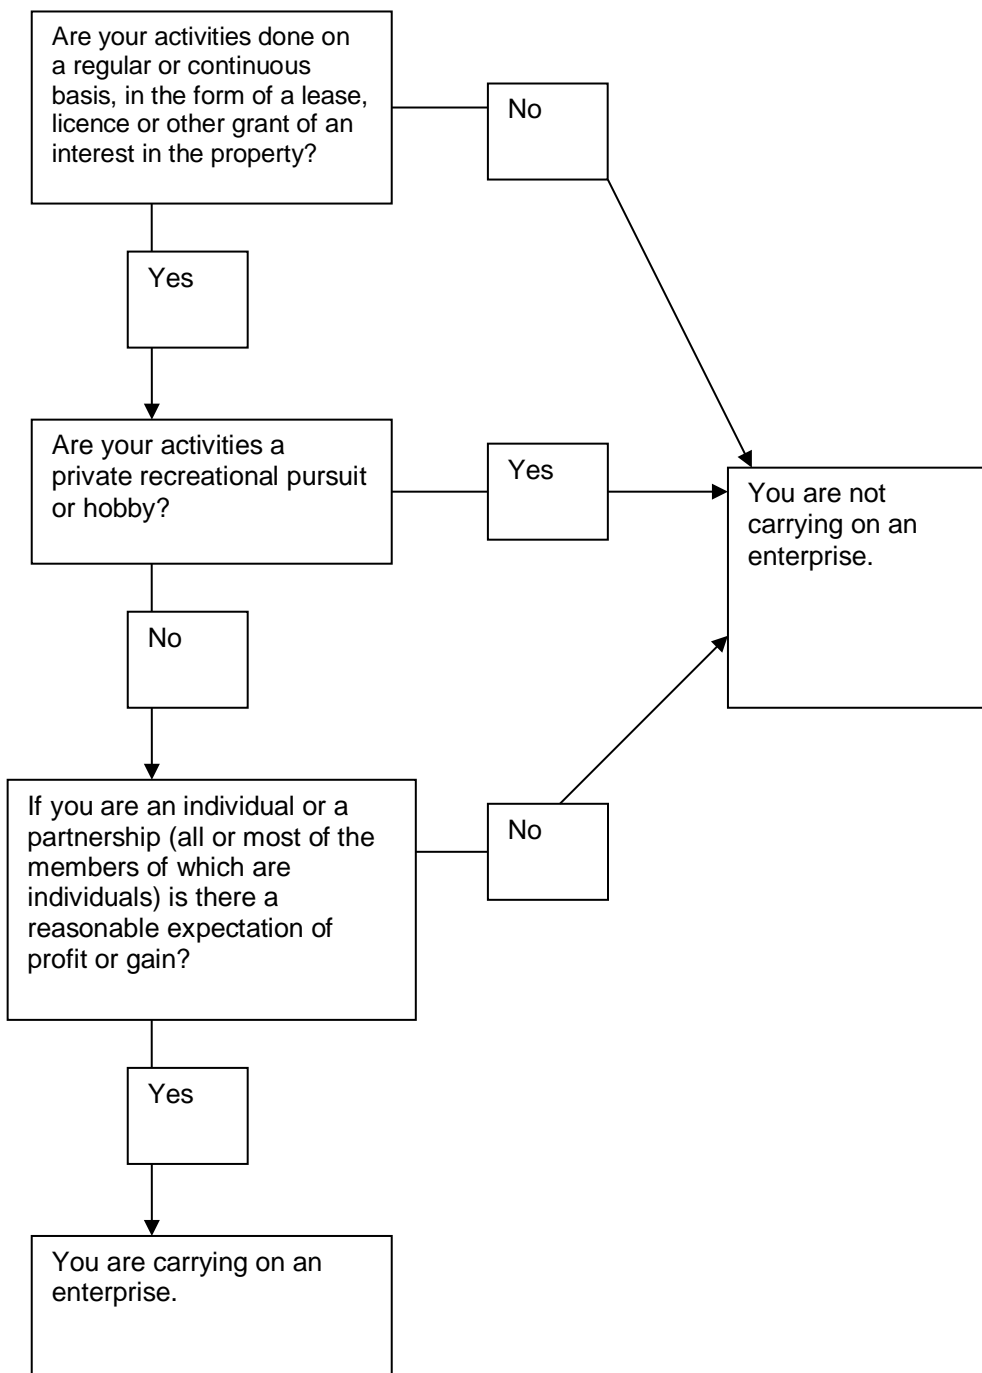 Are your activities done on
a regular or continuous
basis, in the form of a lease,
licence or other grant of an
interest in the property?
No
Yes
Are your activities a
private recreational pursuit
or hobby?
Yes
You are not
carrying on an
enterprise.
No
If you are an individual or a
partnership (all or most of the
members of which are
individuals) is there a
reasonable expectation of
profit or gain?
No
Yes
You are carrying on an
enterprise.